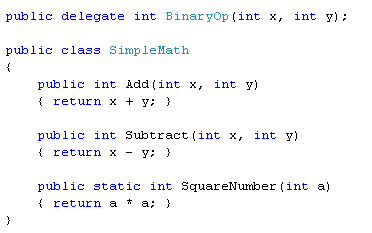 public delegate int BinaryOp(int x, int y);
public class SimpleMath
{
    public int Add(int x, int y)
    { return x + y; }
    public int Subtract(int x, int y)
    { return x - y; }
    public static int SquareNumber(int a)
    { return a * a; }
}